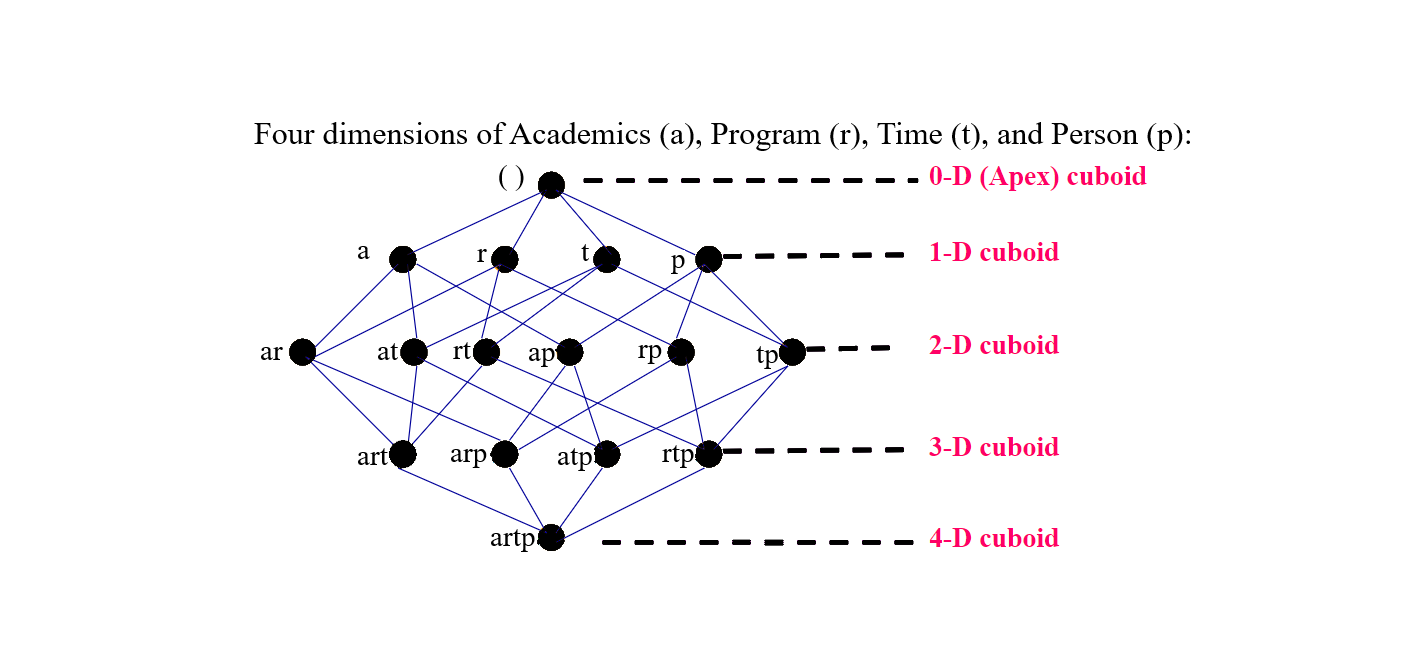 Four dimensions of Academics (a), Program (r), Time (t), and Person (p):
( ) 0-D (Apex) cuboid
a r t p 1-D cuboid
ar at rt ap rp tp 2-D cuboid
art arp atp rtp 3-D cuboid
artp 4-D cuboid